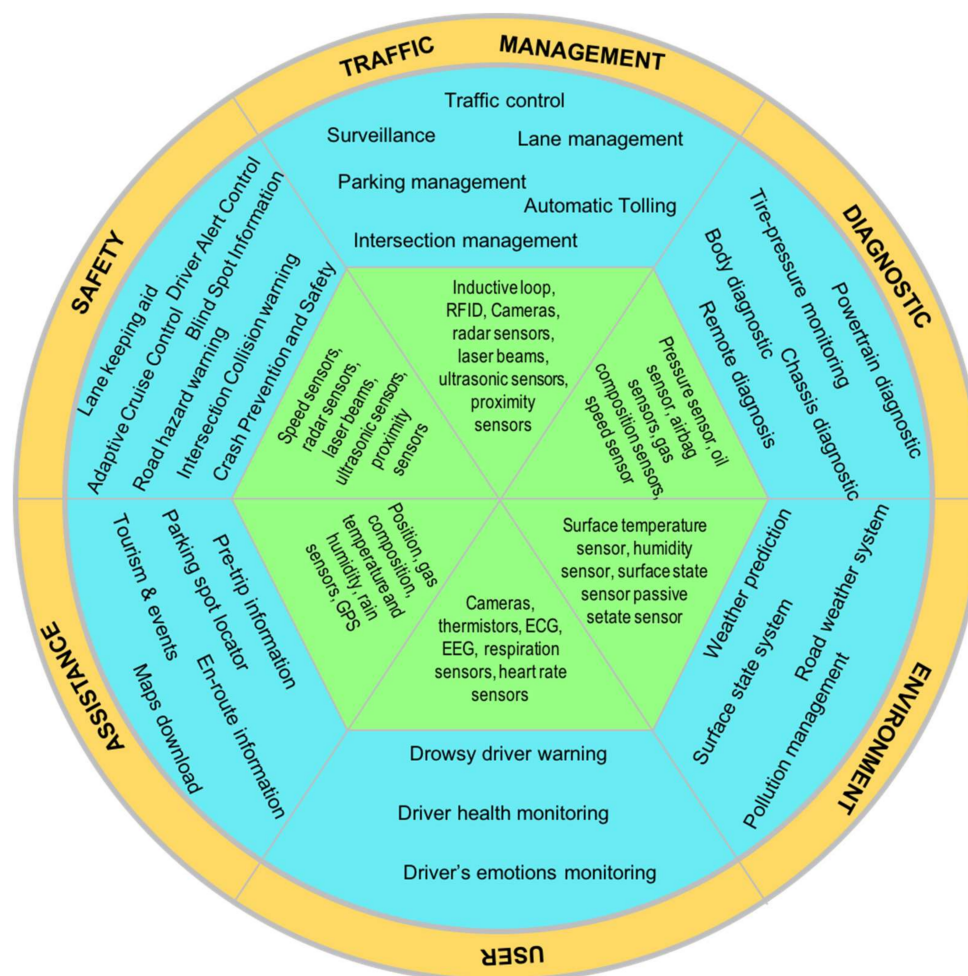 TRAFFIC MANAGEMENT
Traffic control
Surveillance
Lane management
Parking management
Automatic Tolling
Intersection management
Inductive loop,
RFID, Cameras,
radar sensors,
laser beams,
ultrasonic sensors,
proximity
sensors
DIAGNOSTIC
Powertrain diagnostic
Tire-pressure monitoring
Chassis diagnostic
Body diagnostic
Remote diagnosis
Pressure sensor, oil
sensor, airbag
sensors, gas
composition sensors,
speed sensor
ENVIRONMENT
Weather prediction
Road weather system
Surface state system
Pollution management
Surface temperature
sensor, humidity
sensor, surface state
sensor passive
setate sensor
USER
Drowsy driver warning
Driver health monitoring
Driver's emotions monitoring
Cameras,
thermistors, ECG,
EEG, respiration
sensors, heart rate
sensors
ASSISTANCE
Pre-trip information
Parking spot locator
Tourism & events
En-route information
Maps download
Position, gas
composition,
temperature and
humidity, rain
sensors, GPS
SAFETY
Lane keeping aid
Driver Alert Control
Adaptive Cruise Control
Blind Spot Information
Road hazard warning
Intersection Collision warning
Crash Prevention and Safety
Speed sensors,
radar sensors,
laser beams,
ultrasonic sensors,
proximity
sensors